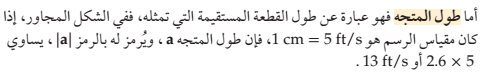 أما طول المتجه فهو عبارة عن طول القطعة المستقيمة التي تمثله، ففي الشكل المجاور، إذا
كان مقياس الرسم هو 1 cm = 5 ft/s، فإن طول المتجه a ، ويُرمز له بالرمز |a| ، يساوي
2.6 × 5 أو 13 ft/s .